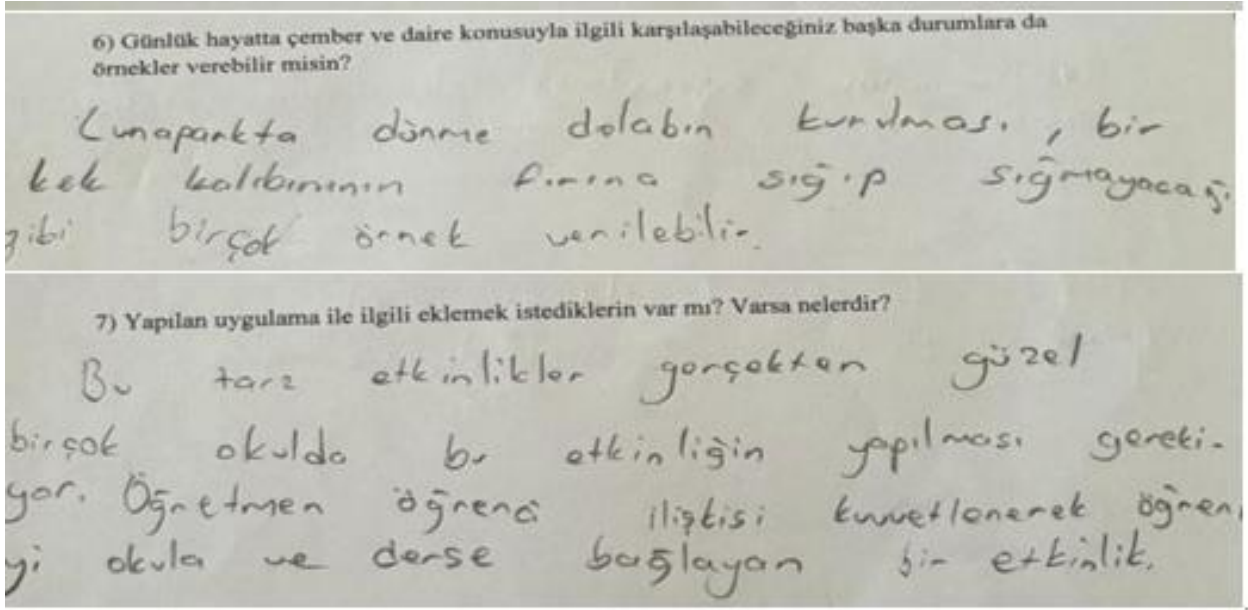 6) Günlük hayatta çember ve daire konusuyla ilgili karşılaşabileceğiniz başka durumlara da
örnekler verebilir misin?
Lunaparkta dönme dolabın kurulması, bir
kek kalıbınının fırına sığıp sığmayacağı
gibi birçok örnek verilebilir.
7) Yapılan uygulama ile ilgili eklemek istediklerin var mı? Varsa nelerdir?
Bu tarz etkinlikler gerçekten güzel
birçok okulda bu etkinliğin yapılması gereki-
yor. Öğretmen öğrenci ilişkisi kuvvetlenerek öğren
yi okula ve derse bağlayan bir etkinlik.